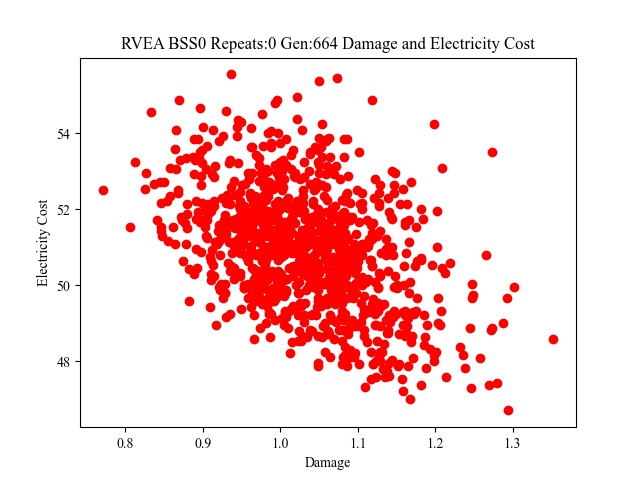 RVEA BSS0 Repeats:0 Gen:664 Damage and Electricity Cost
54
52
50
48
Electricity Cost
0.8 0.9 1.0 1.1 1.2 1.3
Damage